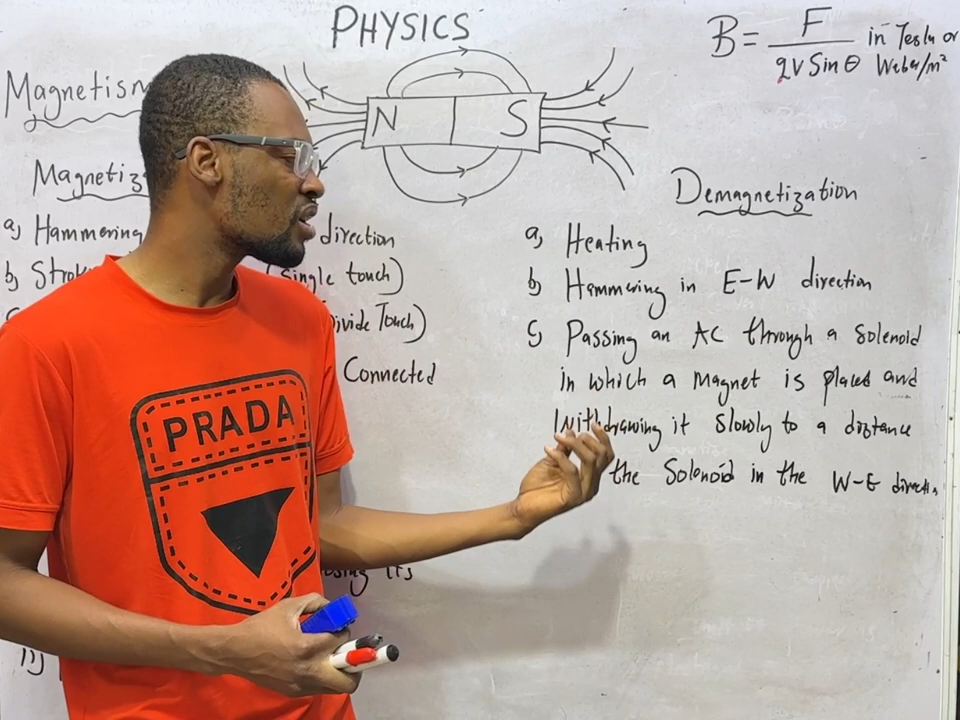 PHYSICS
B = F / qvSinθ in Tesla or Weber/m²
Magnetism
N S
Magnetiz
Demagnetization
a) Hammering direction
b) Strok (single touch)
ivide Touch)
Connected
a) Heating
b) Hammering in E-W direction
c) Passing an AC through a solenoid
in which a magnet is placed and
withdrawing it slowly to a distance
the Solenoid in the W-E direction
PRADA